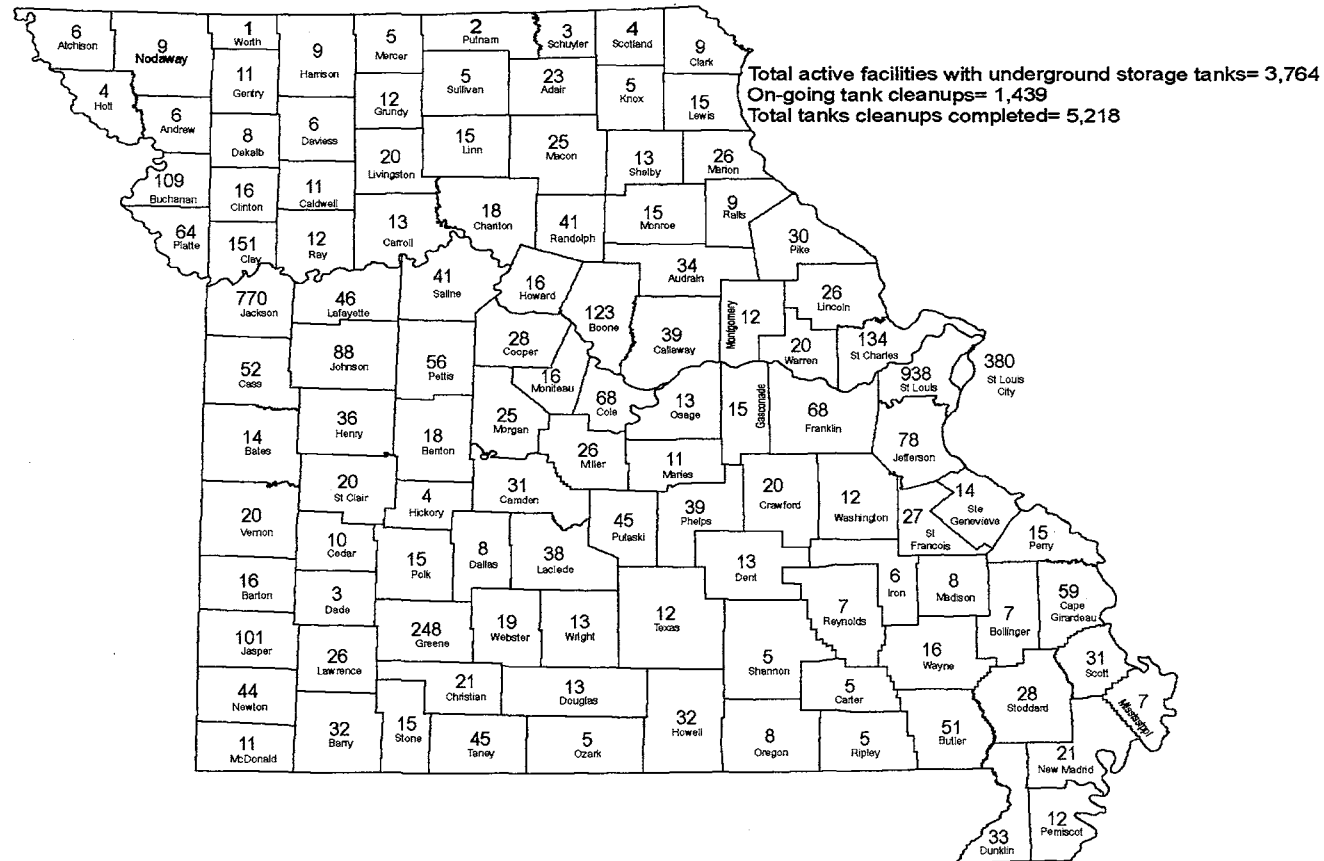 6
Atchison
9
Nodaway
1
Worth
9
Harrison
5
Mercer
2
Putnam
3
Schuyler
4
Scotland
9
Clark
Total active facilities with underground storage tanks= 3,764
On-going tank cleanups= 1,439
Total tanks cleanups completed= 5,218
4
Holt
11
Gentry
5
Sullivan
23
Adair
5
Knox
15
Lewis
6
Andrew
8
Dekalb
6
Daviess
12
Grundy
15
Linn
25
Macon
13
Shelby
26
Marion
20
Livingston
109
Buchanan
16
Clinton
11
Caldwell
18
Chariton
41
Randolph
15
Monroe
9
Ralls
64
Platte
151
Clay
12
Ray
13
Carroll
30
Pike
34
Audrain
770
Jackson
46
Lafayette
41
Saline
16
Howard
123
Boone
39
Callaway
Montgomery
12
26
Lincoln
20
Warren
134
St Charles
938
St Louis
380
St Louis
City
52
Cass
88
Johnson
56
Pettis
28
Cooper
16
Moniteau
68
Cole
13
Osage
15
Gasconade
68
Franklin
78
Jefferson
14
Bates
36
Henry
18
Benton
25
Morgan
26
Miller
11
Maries
20
Vernon
20
St Clair
4
Hickory
31
Camden
45
Pulaski
39
Phelps
20
Crawford
12
Washington
27
St
Francois
14
Ste
Genevieve
15
Perry
10
Cedar
15
Polk
8
Dallas
38
Laclede
13
Dent
6
Iron
8
Madison
7
Bollinger
59
Cape
Girardeau
16
Barton
3
Dade
12
Texas
7
Reynolds
101
Jasper
248
Greene
19
Webster
13
Wright
5
Shannon
16
Wayne
31
Scott
26
Lawrence
44
Newton
21
Christian
13
Douglas
5
Carter
28
Stoddard
7
Mississippi
11
McDonald
32
Barry
15
Stone
45
Taney
5
Ozark
32
Howell
8
Oregon
5
Ripley
51
Butler
21
New Madrid
12
Pemiscot
33
Dunklin